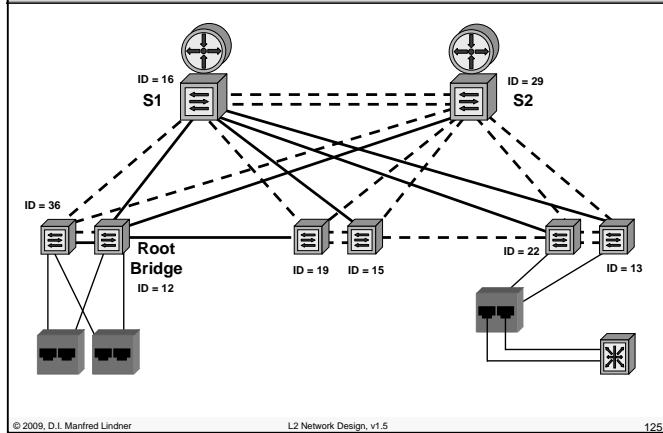 ID = 16
S1
ID = 29
S2
ID = 36
Root
Bridge
ID = 12
ID = 19
ID = 15
ID = 22
ID = 13
© 2009, D.I. Manfred Lindner
L2 Network Design, v1.5
125